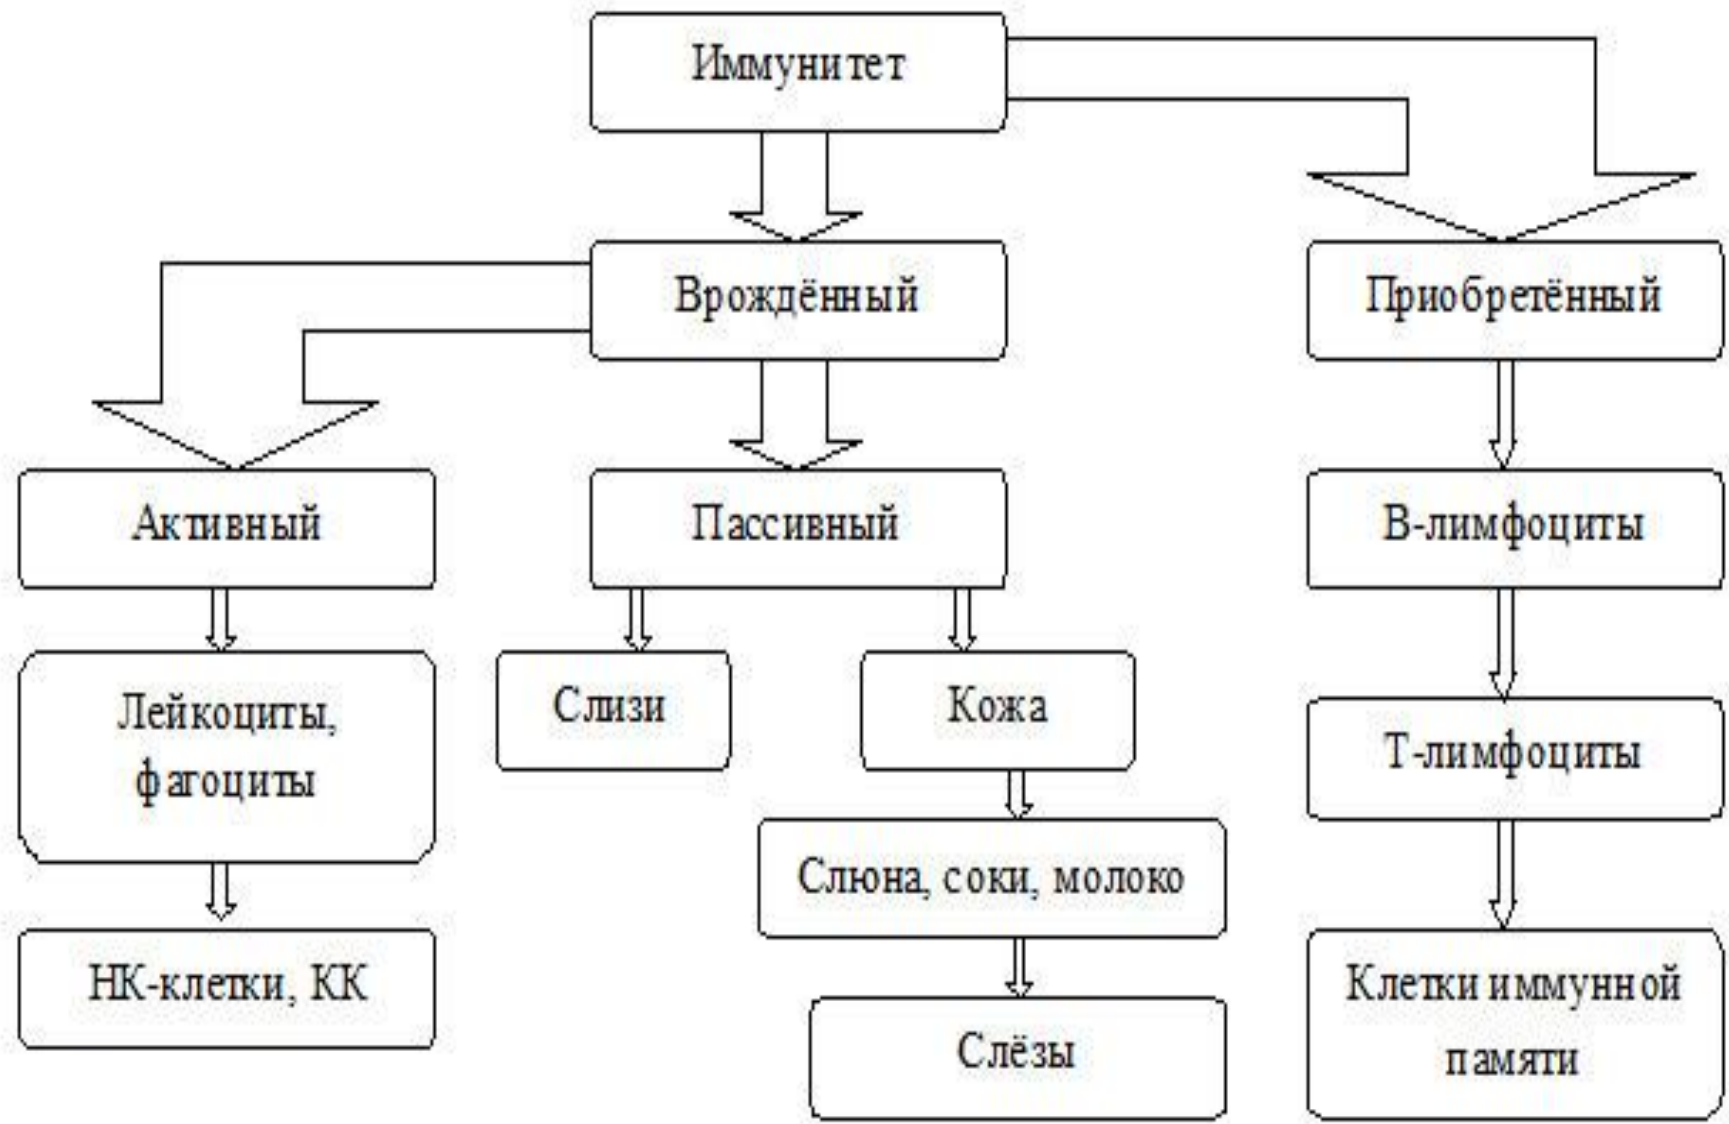 Иммунитет
Врождённый
Приобретённый
Активный
Пассивный
В-лимфоциты
Лейкоциты,
фагоциты
Слизи
Кожа
Т-лимфоциты
Слюна, соки, молоко
НК-клетки, КК
Слёзы
Клетки иммунной
памяти